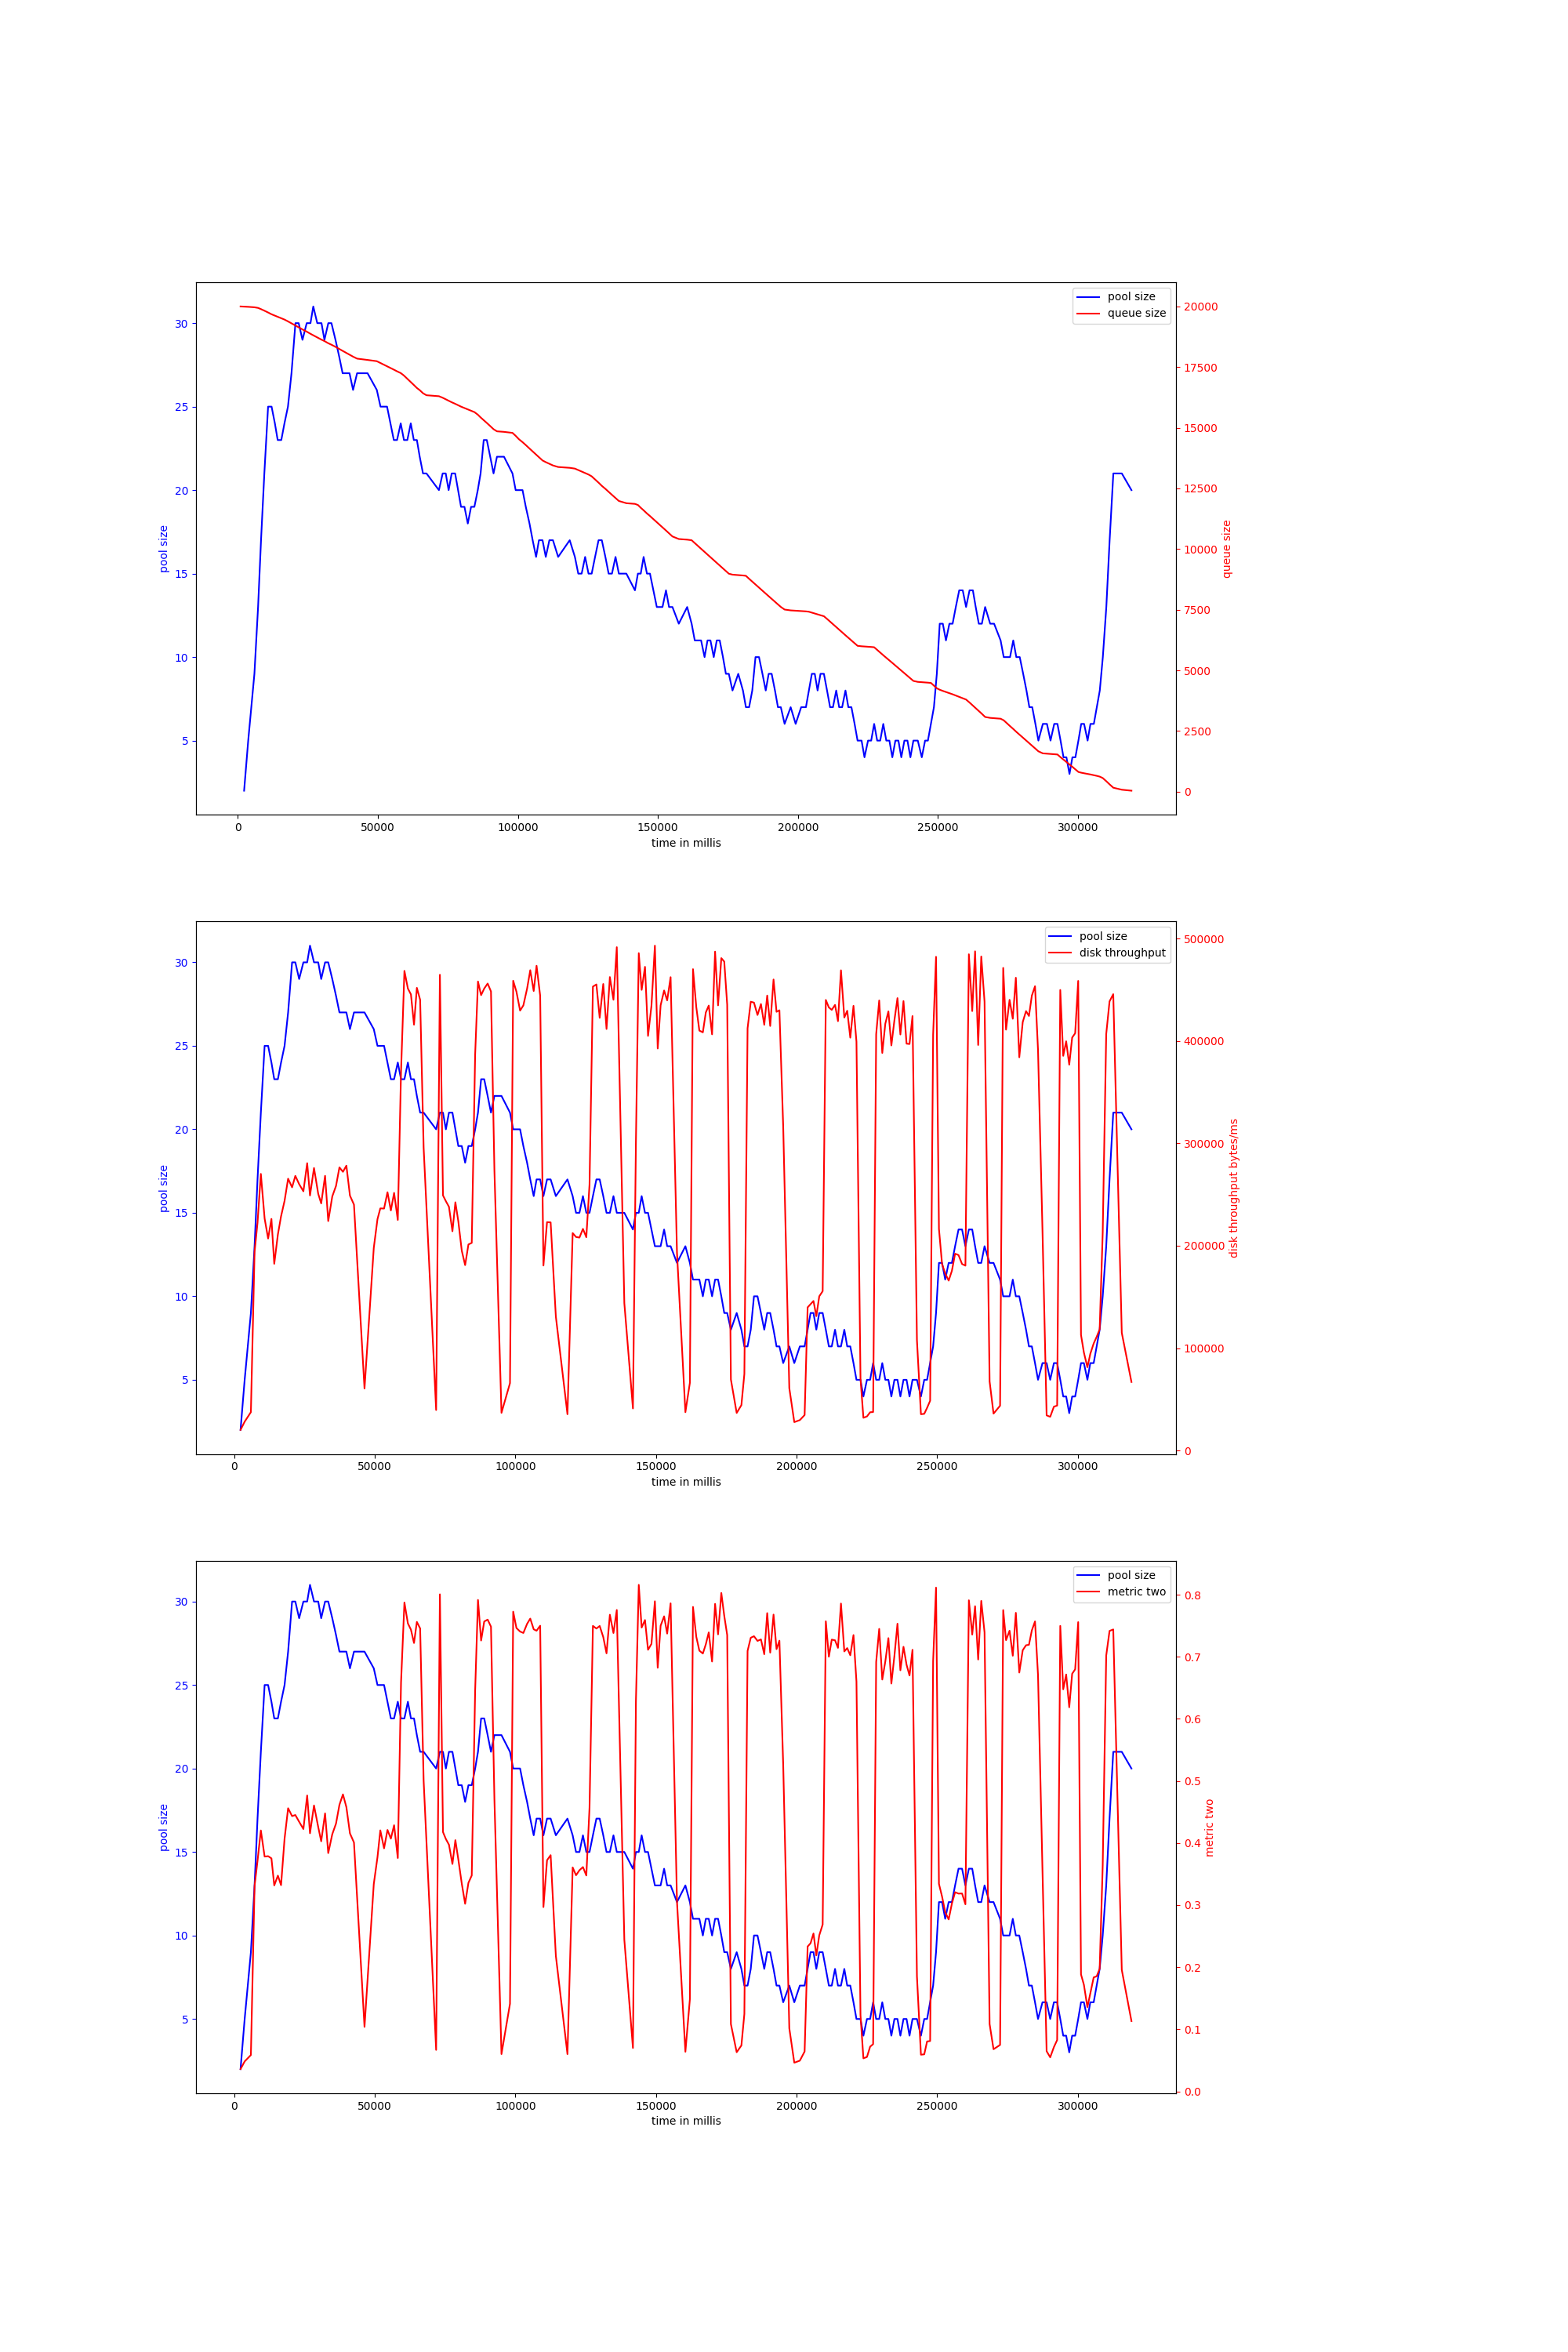 pool size
queue size
30
25
20
15
10
5
pool size
20000
17500
15000
12500
10000
7500
5000
2500
0
queue size
0 50000 100000 150000 200000 250000 300000
time in millis
pool size
disk throughput
30
25
20
15
10
5
pool size
500000
400000
300000
200000
100000
0
disk throughput bytes/ms
0 50000 100000 150000 200000 250000 300000
time in millis
pool size
metric two
30
25
20
15
10
5
pool size
0.8
0.7
0.6
0.5
0.4
0.3
0.2
0.1
0.0
metric two
0 50000 100000 150000 200000 250000 300000
time in millis